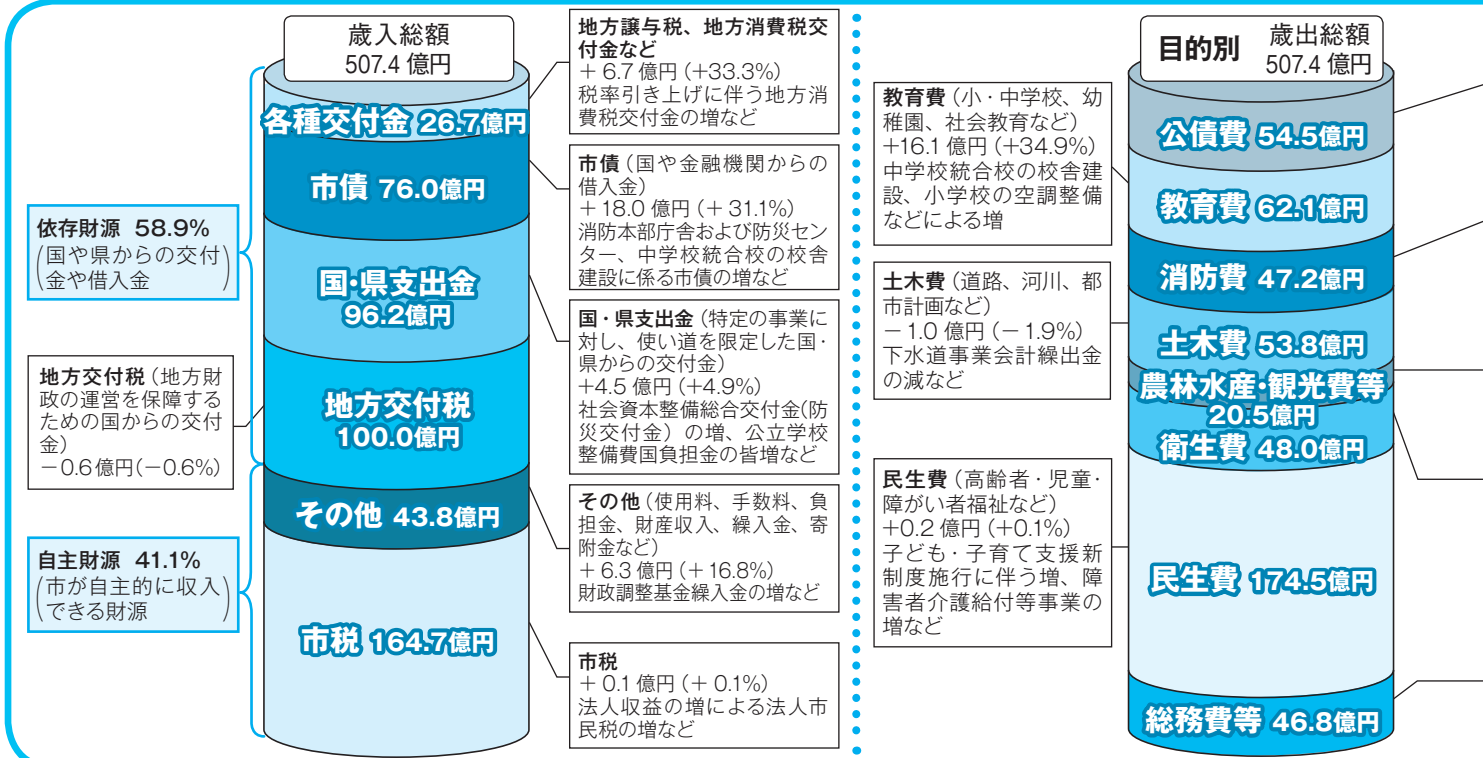 歳入総額
507.4 億円
各種交付金 26.7億円
市債 76.0億円
国・県支出金
96.2億円
地方交付税
100.0億円
その他 43.8億円
市税 164.7億円
依存財源 58.9%
(国や県からの交付
金や借入金)
地方交付税(地方財
政の運営を保障する
ための国からの交付
金)
−0.6億円(−0.6%)
自主財源 41.1%
(市が自主的に収入
できる財源)
地方譲与税、地方消費税交
付金など
+ 6.7 億円 (+33.3%)
税率引き上げに伴う地方消
費税交付金の増など
市債(国や金融機関からの
借入金)
+ 18.0 億円 (+ 31.1%)
消防本部庁舎および防災セン
ター、中学校統合校の校舎
建設に係る市債の増など
国・県支出金(特定の事業に
対し、使い道を限定した国・
県からの交付金)
+4.5 億円 (+4.9%)
社会資本整備総合交付金(防
災交付金)の増、公立学校
整備費国負担金の皆増など
その他(使用料、手数料、負
担金、財産収入、繰入金、寄
附金など)
+ 6.3 億円 (+ 16.8%)
財政調整基金繰入金の増など
市税
+ 0.1 億円 (+ 0.1%)
法人収益の増による法人市
民税の増など
目的別 歳出総額
507.4 億円
公債費 54.5億円
教育費 62.1億円
消防費 47.2億円
土木費 53.8億円
農林水産・観光費等
20.5億円
衛生費 48.0億円
民生費 174.5億円
総務費等 46.8億円
教育費(小・中学校、幼
稚園、社会教育など)
+16.1 億円 (+34.9%)
中学校統合校の校舎建
設、小学校の空調整備
などによる増
土木費(道路、河川、都
市計画など)
− 1.0 億円 (− 1.9%)
下水道事業会計繰出金
の減など
民生費(高齢者・児童・
障がい者福祉など)
+0.2 億円 (+0.1%)
子ども・子育て支援新
制度施行に伴う増、障
害者介護給付等事業の
増など